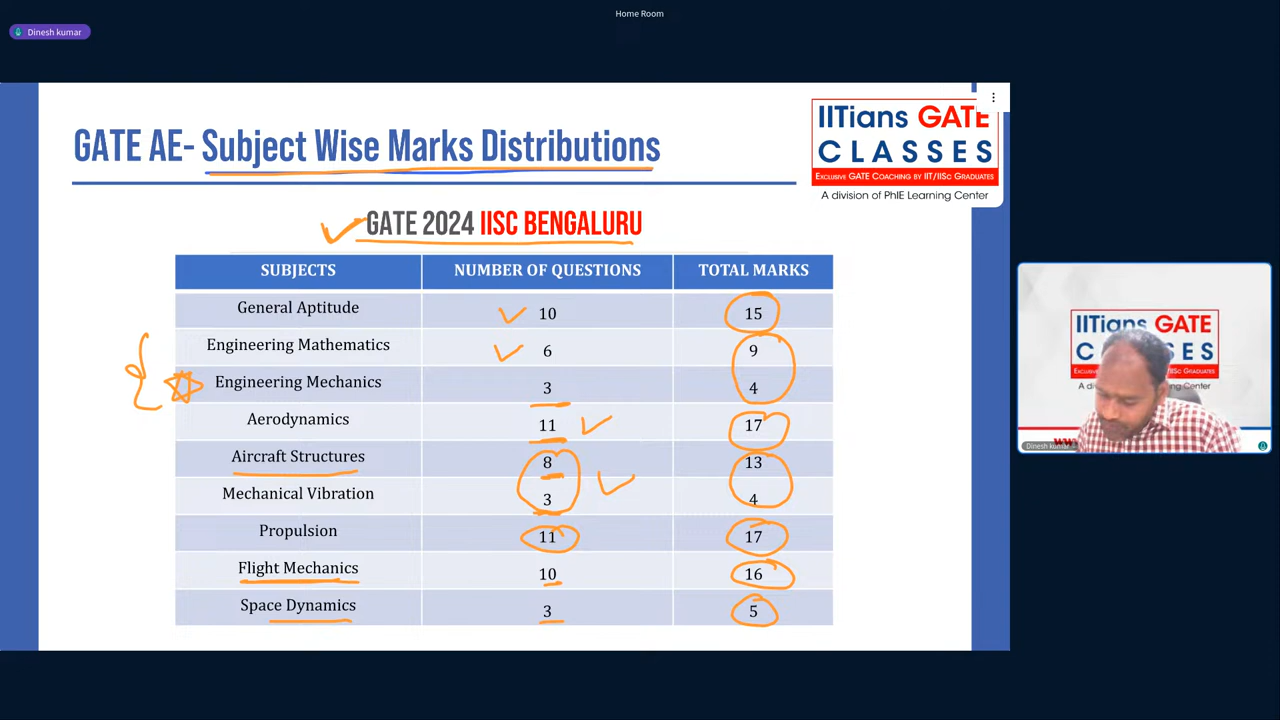 Home Room
Dinesh kumar
GATE AE- Subject Wise Marks Distributions
IITians GATE
CLASSES
EXCLUSIVE GATE COACHING BY IIT/IISc GRADUATES
A division of PhIE Learning Center
GATE 2024 IISC BENGALURU
SUBJECTS NUMBER OF QUESTIONS TOTAL MARKS
General Aptitude 10 15
Engineering Mathematics 6 9
Engineering Mechanics 3 4
Aerodynamics 11 17
Aircraft Structures 8 13
Mechanical Vibration 3 4
Propulsion 11 17
Flight Mechanics 10 16
Space Dynamics 3 5
IITians GATE
Dinesh kumar